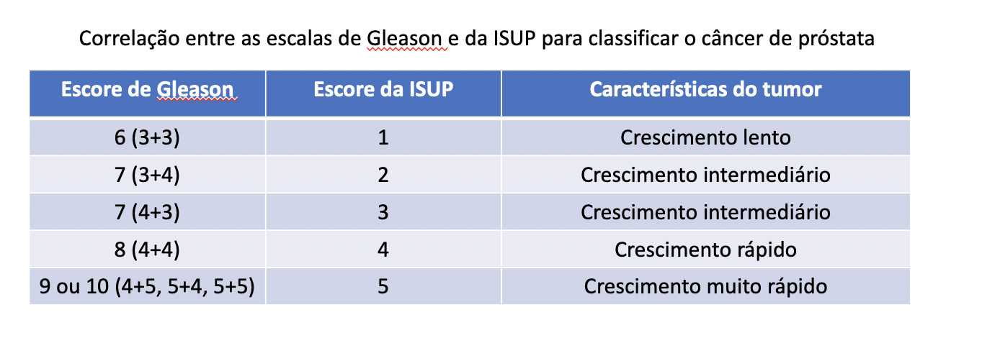 Correlação entre as escalas de Gleason e da ISUP para classificar o câncer de próstata
Escore de Gleason Escore da ISUP Características do tumor
6 (3+3) 1 Crescimento lento
7 (3+4) 2 Crescimento intermediário
7 (4+3) 3 Crescimento intermediário
8 (4+4) 4 Crescimento rápido
9 ou 10 (4+5, 5+4, 5+5) 5 Crescimento muito rápido